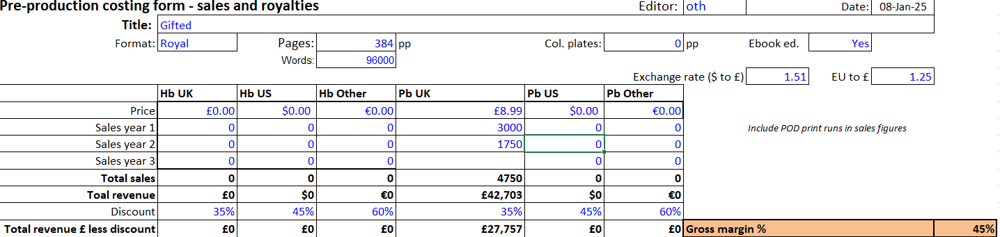 Pre-production costing form - sales and royalties Editor: oth Date: 08-Jan-25
Title: Gifted
Format: Royal Pages: 384 pp Col. plates: 0 pp Ebook ed. Yes
Words: 96000
Exchange rate ($ to £) 1.51 EU to £ 1.25
Hb UK Hb US Hb Other Pb UK Pb US Pb Other
Price £0.00 $0.00 €0.00 £8.99 $0.00 €0.00
Sales year 1 0 0 0 3000 0 0 Include POD print runs in sales figures
Sales year 2 0 0 0 1750 0 0
Sales year 3 0 0 0 0 0
Total sales 0 0 0 4750 0 0
Toal revenue £0 $0 €0 £42,703 $0 €0
Discount 35% 45% 60% 35% 45% 60%
Total revenue £ less discount £0 £0 £0 £27,757 £0 £0 Gross margin % 45%